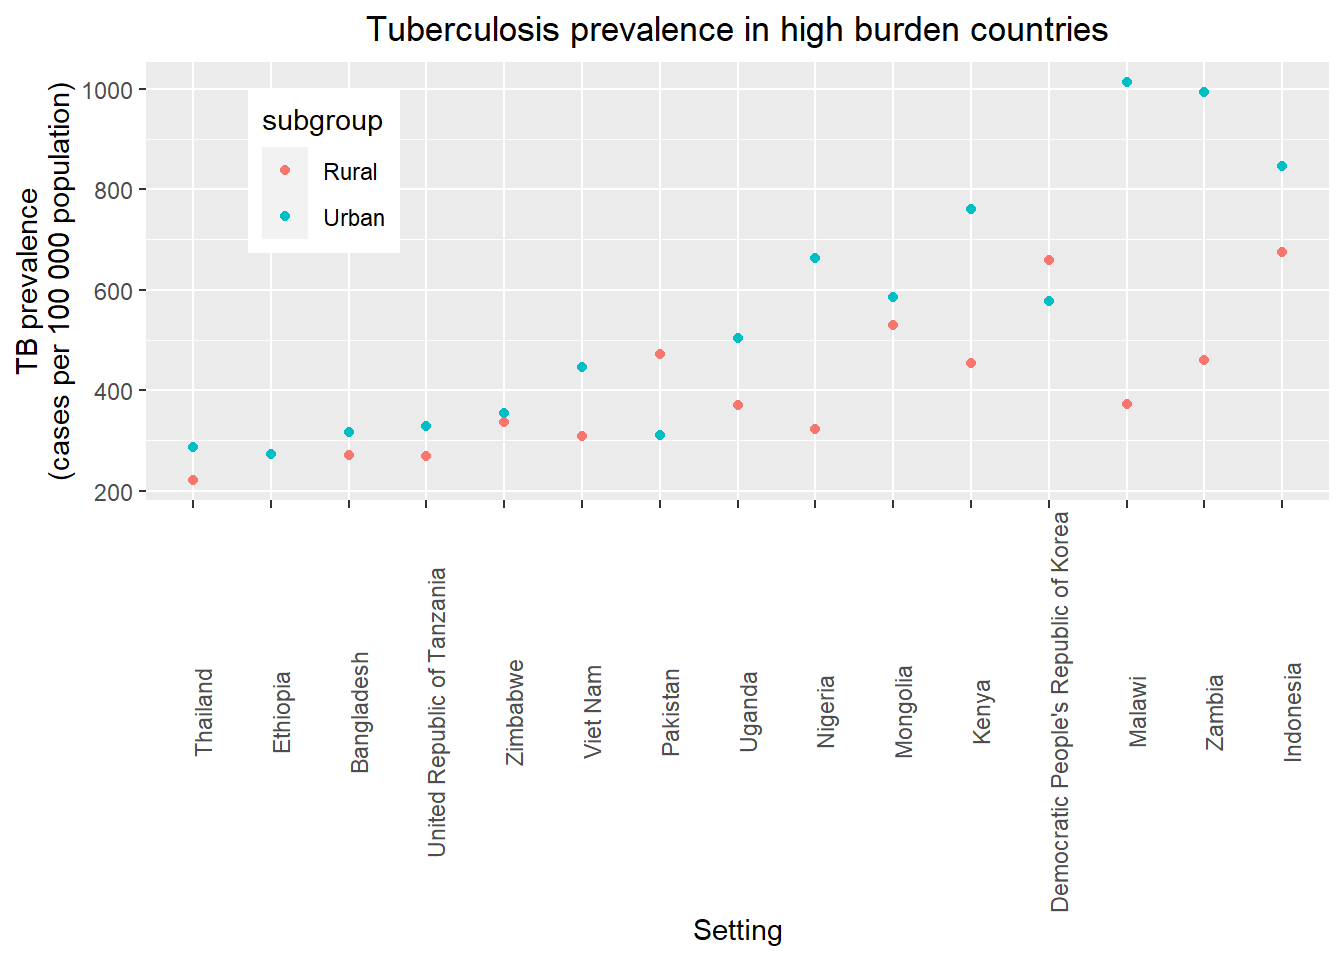 Tuberculosis prevalence in high burden countries
TB prevalence
(cases per 100 000 population)
1000
800
600
400
200
subgroup
Rural
Urban
Thailand
Ethiopia
Bangladesh
United Republic of Tanzania
Zimbabwe
Viet Nam
Pakistan
Uganda
Nigeria
Mongolia
Kenya
Democratic People's Republic of Korea
Malawi
Zambia
Indonesia
Setting